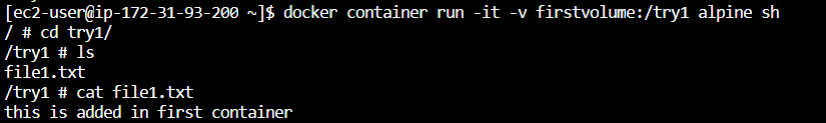 [ec2-user@ip-172-31-93-200 ~]$ docker container run -it -v firstvolume:/try1 alpine sh
/ # cd try1/
/try1 # ls
file1.txt
/try1 # cat file1.txt
this is added in first container